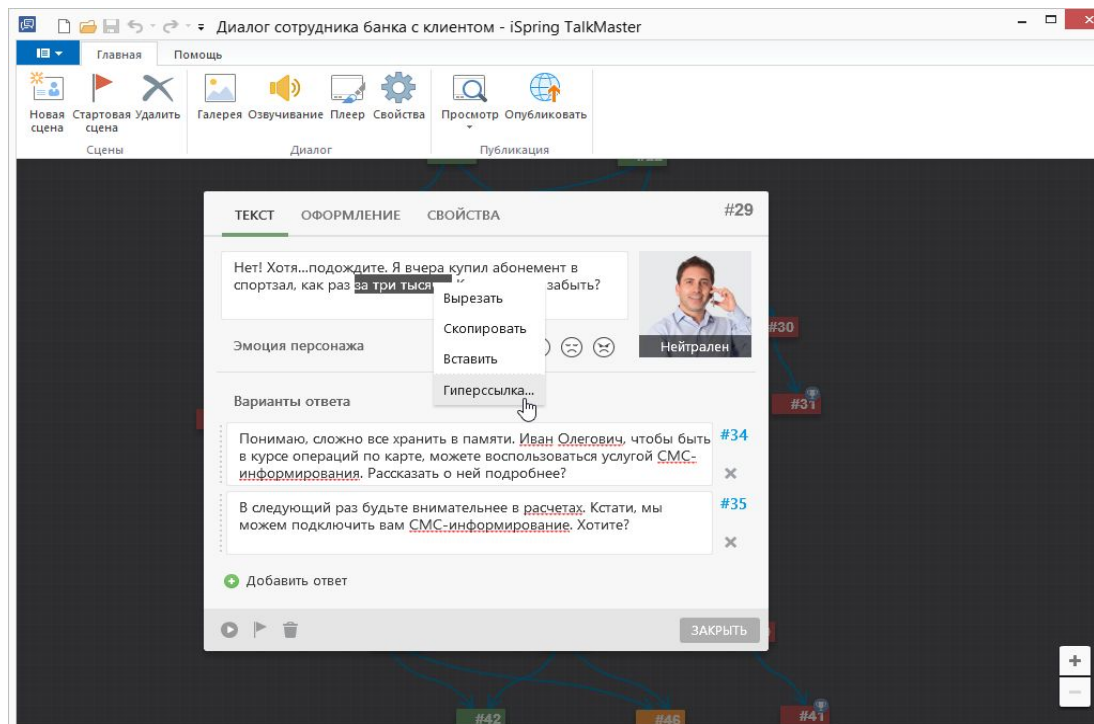 Диалог сотрудника банка с клиентом - iSpring TalkMaster
Главная Помощь
Новая сцена
Стартовая сцена
Удалить
Галерея
Озвучивание
Плеер
Свойства
Просмотр
Опубликовать
Сцены
Диалог
Публикация
ТЕКСТ ОФОРМЛЕНИЕ СВОЙСТВА #29
Нет! Хотя...подождите. Я вчера купил абонемент в
спортзал, как раз за три тыся забыть?
Вырезать
Скопировать
Вставить
Гиперссылка...
Эмоция персонажа
Нейтрален
#30
#31
Варианты ответа
Понимаю, сложно все хранить в памяти. Иван Олегович, чтобы быть
в курсе операций по карте, можете воспользоваться услугой СМС-
информирования. Рассказать о ней подробнее?
#34
В следующий раз будьте внимательнее в расчетах. Кстати, мы
можем подключить вам СМС-информирование. Хотите?
#35
Добавить ответ
ЗАКРЫТЬ
#42
#46
#41